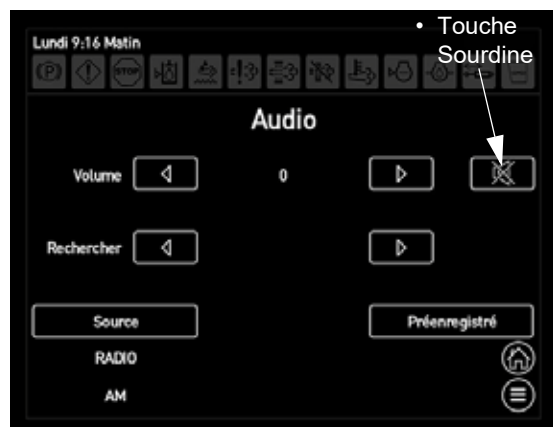 • Touche
Sourdine
Lundi 9:16 Matin
(P) STOP
Audio
Volume 0
Rechercher
Source Préenregistré
RADIO
AM